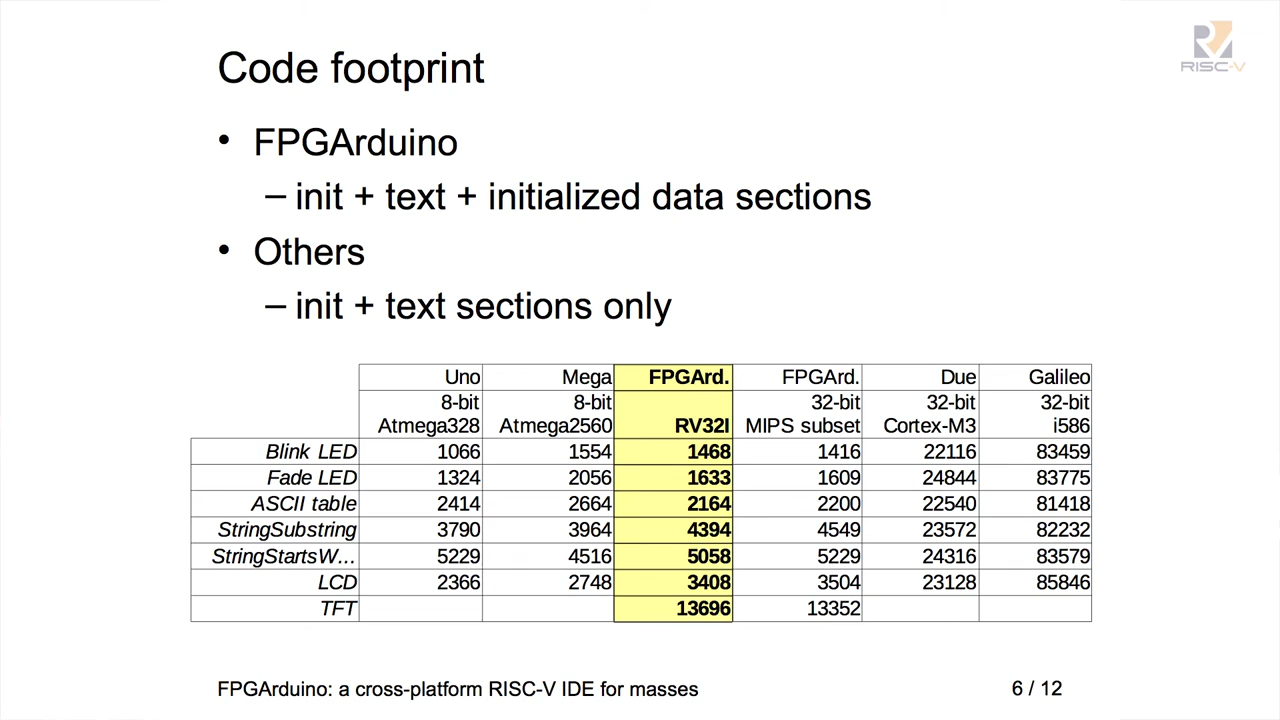 RISC-V
Code footprint
• FPGArduino
– init + text + initialized data sections
• Others
– init + text sections only
Uno Mega FPGArd. FPGArd. Due Galileo
8-bit 8-bit 32-bit 32-bit 32-bit
Atmega328 Atmega2560 RV32I MIPS subset Cortex-M3 i586
Blink LED 1066 1554 1468 1416 22116 83459
Fade LED 1324 2056 1633 1609 24844 83775
ASCII table 2414 2664 2164 2200 22540 81418
StringSubstring 3790 3964 4394 4549 23572 82232
StringStartsW... 5229 4516 5058 5229 24316 83579
LCD 2366 2748 3408 3504 23128 85846
TFT 13696 13352
FPGArduino: a cross-platform RISC-V IDE for masses 6 / 12